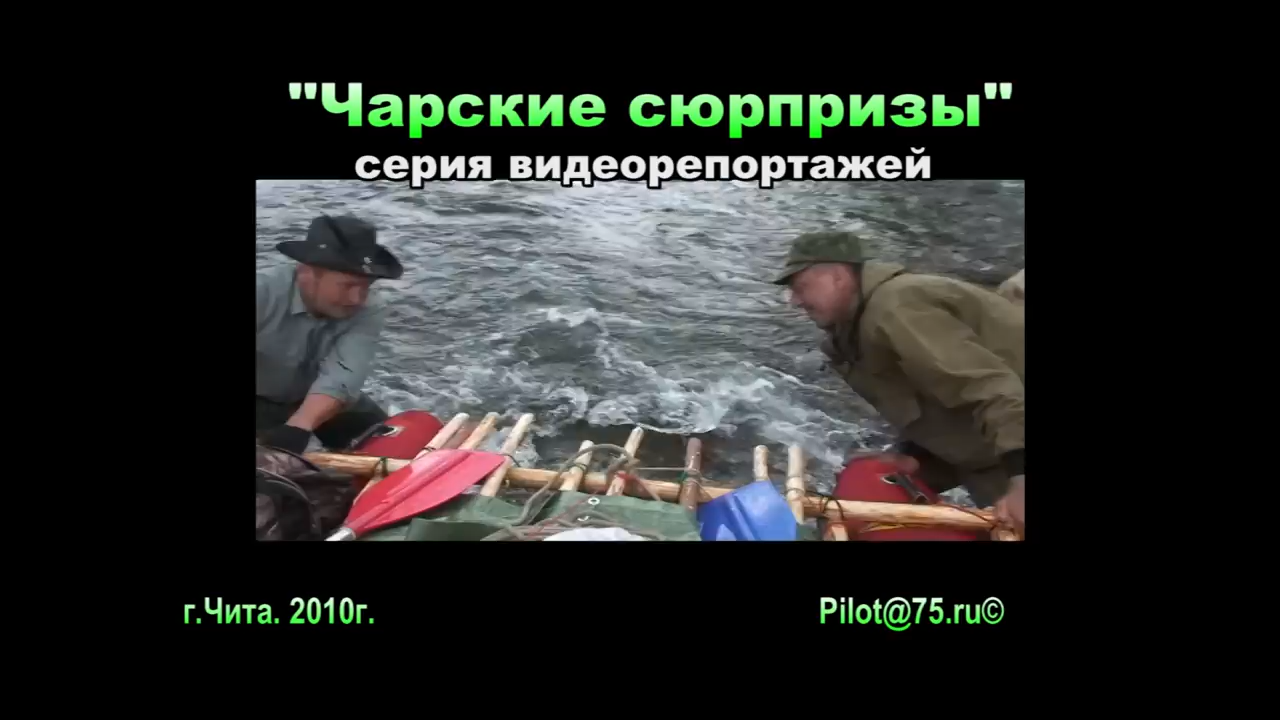 "Чарские сюрпризы"
серия видеорепортажей
г.Чита. 2010г.
Pilot@75.ru©